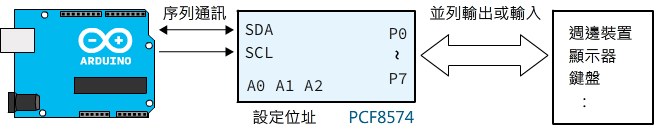 ARDUINO
序列通訊
SDA
SCL
A0 A1 A2
P0
~
P7
設定位址 PCF8574
並列輸出或輸入
週邊裝置
顯示器
鍵盤
: